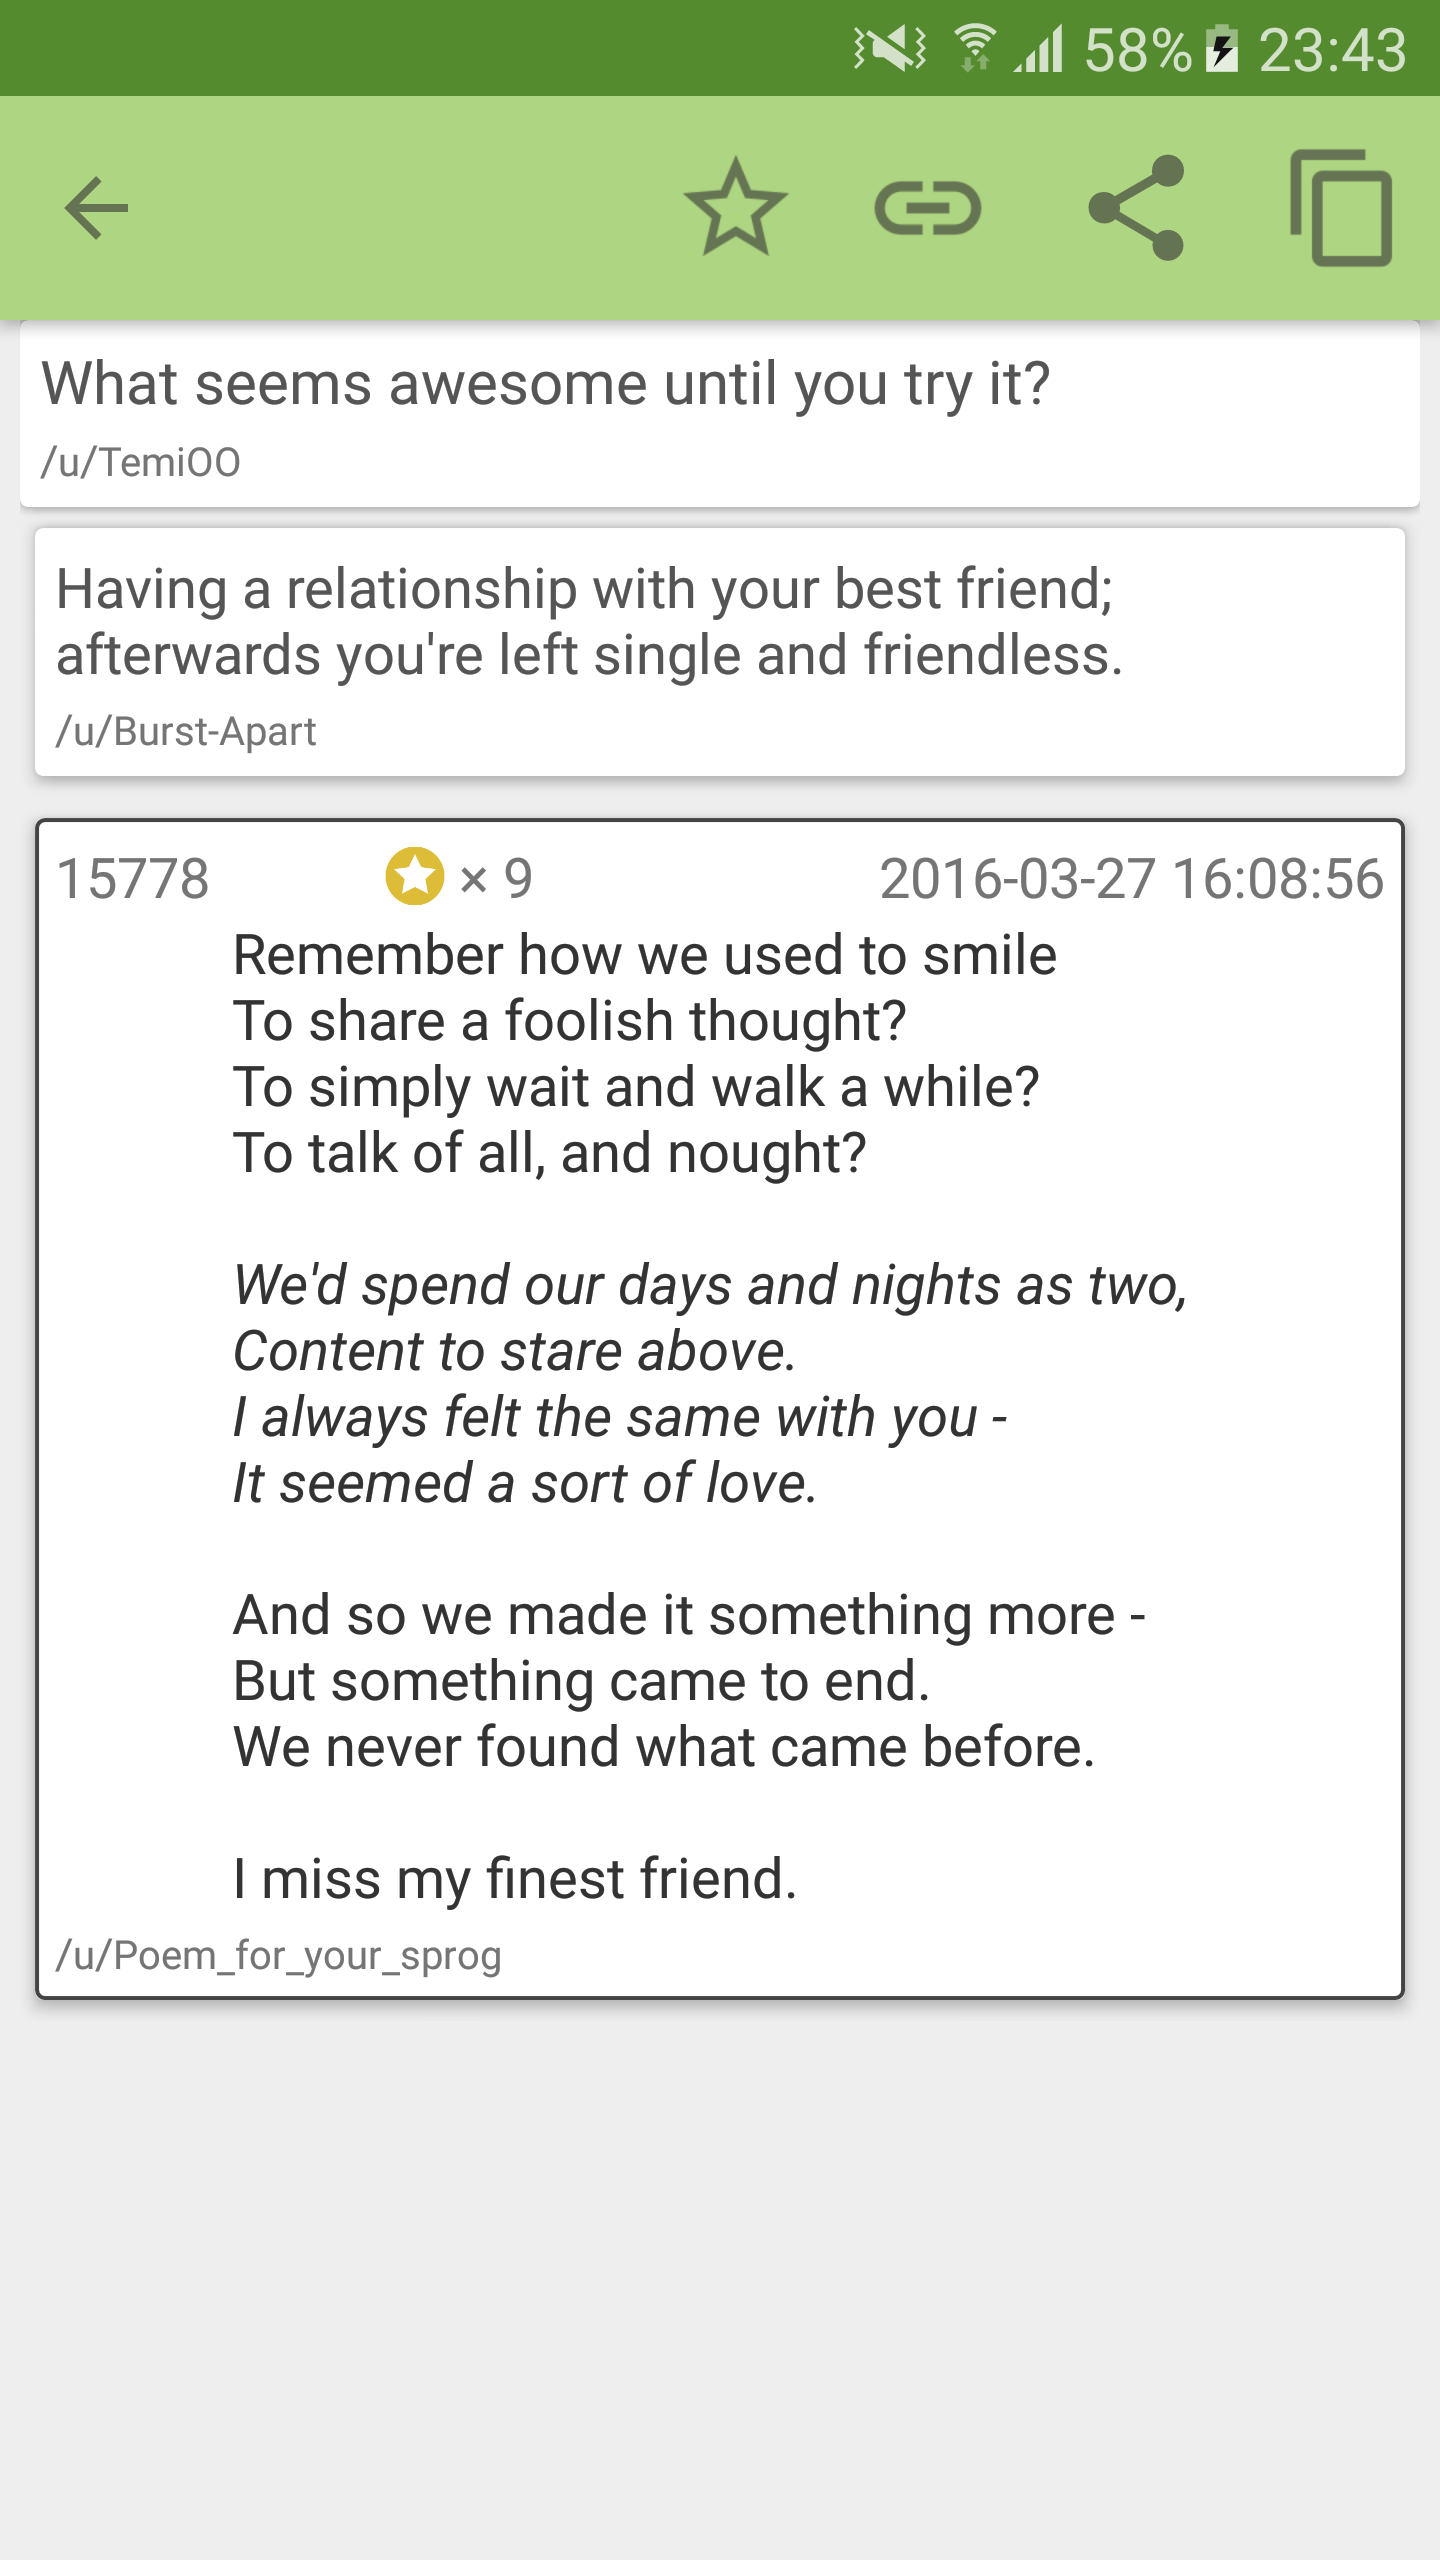 58% 23:43
What seems awesome until you try it?
/u/TemiOO
Having a relationship with your best friend;
afterwards you're left single and friendless.
/u/Burst-Apart
15778 × 9 2016-03-27 16:08:56
Remember how we used to smile
To share a foolish thought?
To simply wait and walk a while?
To talk of all, and nought?
We'd spend our days and nights as two,
Content to stare above.
I always felt the same with you -
It seemed a sort of love.
And so we made it something more -
But something came to end.
We never found what came before.
I miss my finest friend.
/u/Poem_for_your_sprog